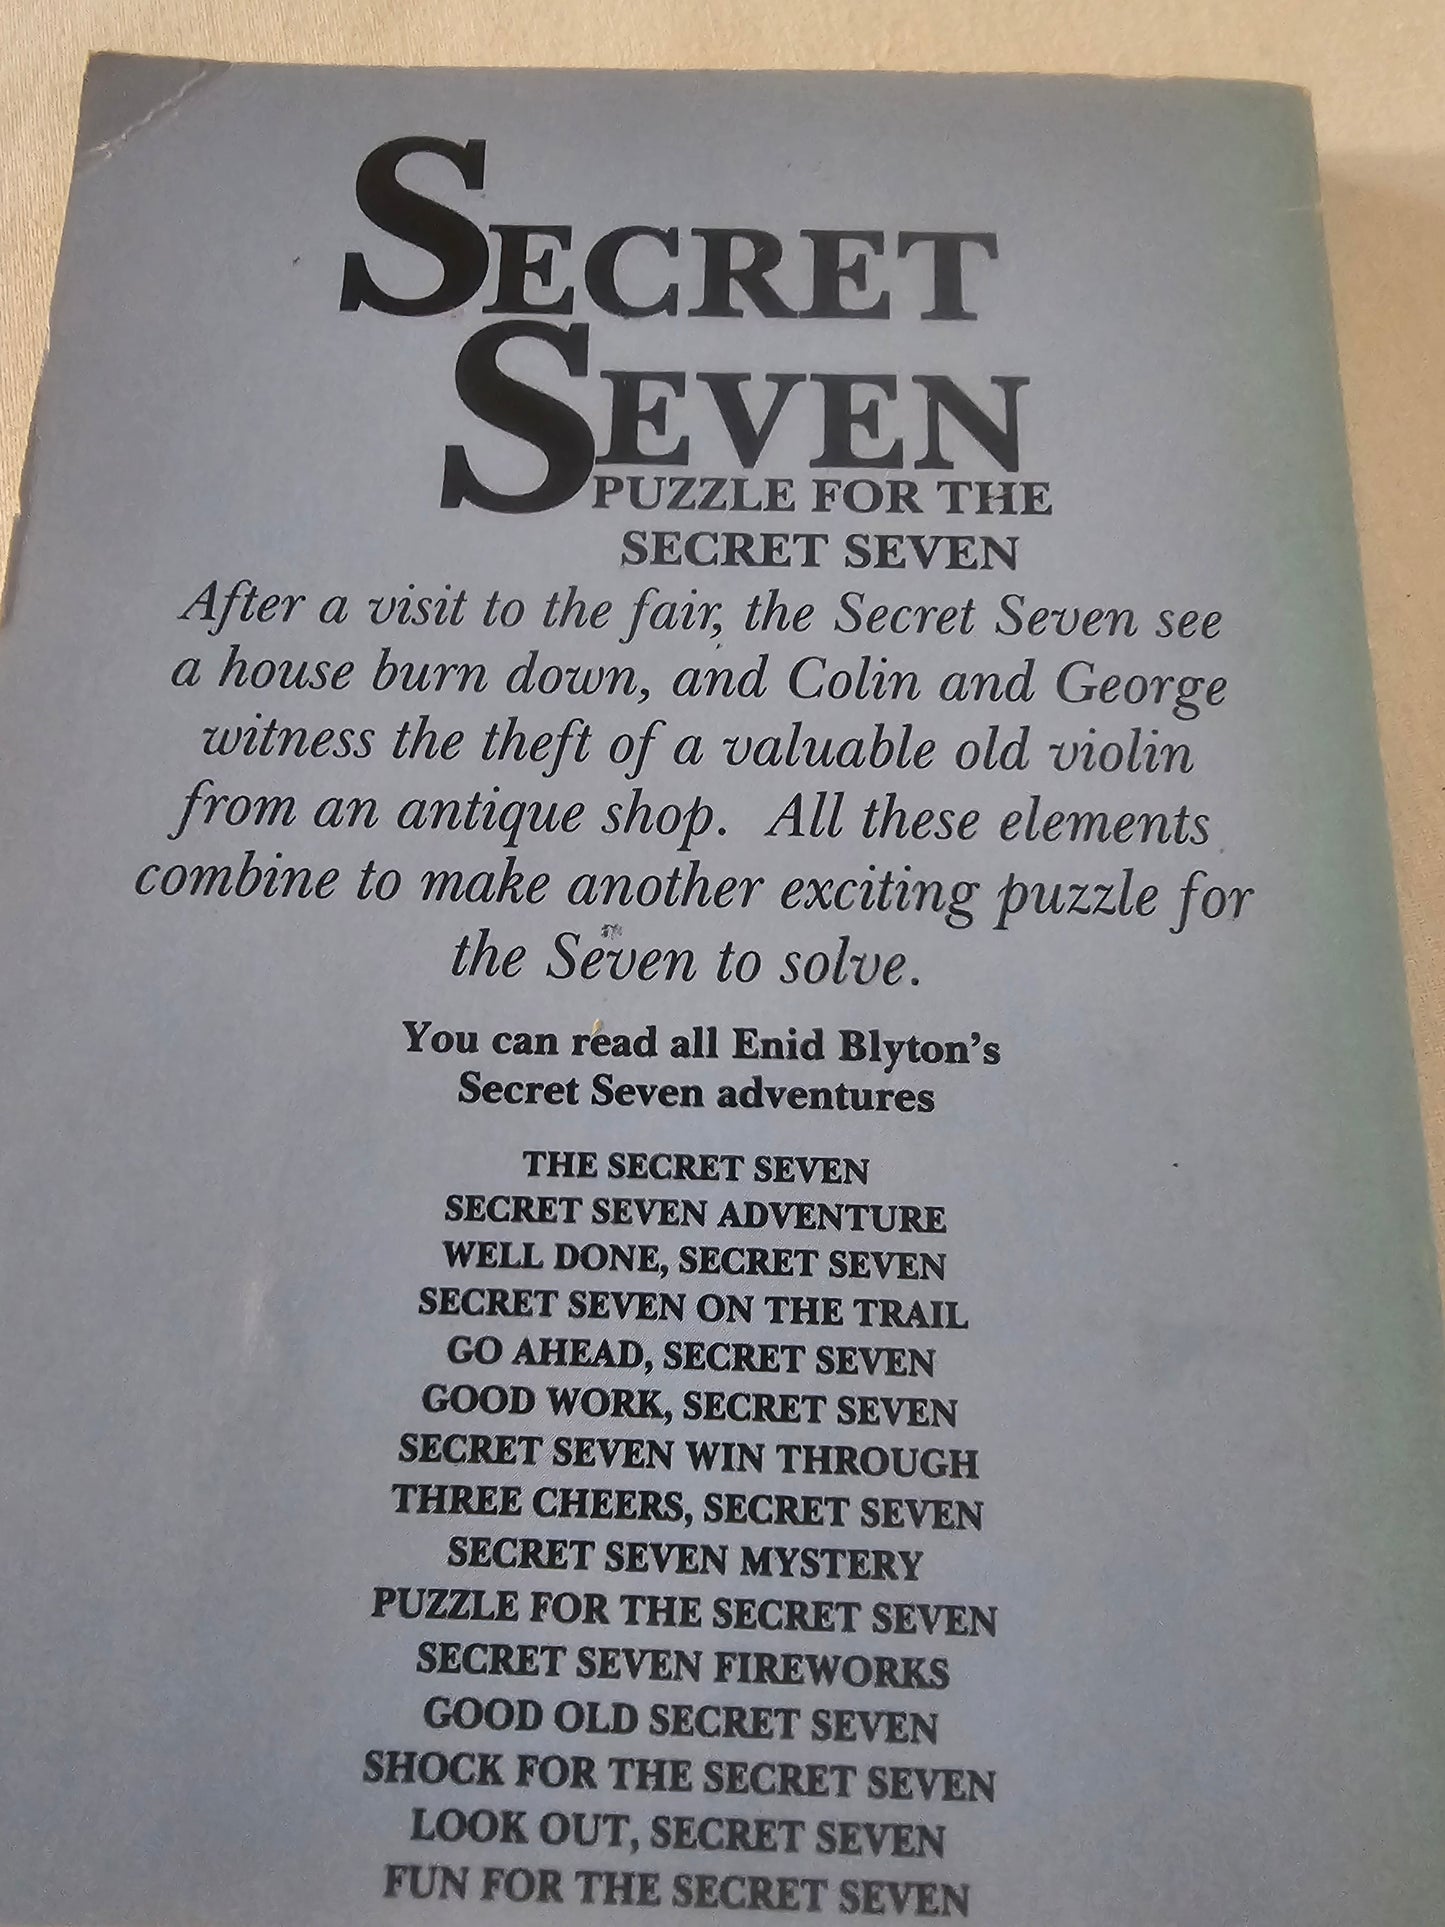 SECRET
SEVEN
PUZZLE FOR THE
SECRET SEVEN
After a visit to the fair, the Secret Seven see
a house burn down, and Colin and George
witness the theft of a valuable old violin
from an antique shop. All these elements
combine to make another exciting puzzle for
the Seven to solve.
You can read all Enid Blyton's
Secret Seven adventures
THE SECRET SEVEN
SECRET SEVEN ADVENTURE
WELL DONE, SECRET SEVEN
SECRET SEVEN ON THE TRAIL
GO AHEAD, SECRET SEVEN
GOOD WORK, SECRET SEVEN
SECRET SEVEN WIN THROUGH
THREE CHEERS, SECRET SEVEN
SECRET SEVEN MYSTERY
PUZZLE FOR THE SECRET SEVEN
SECRET SEVEN FIREWORKS
GOOD OLD SECRET SEVEN
SHOCK FOR THE SECRET SEVEN
LOOK OUT, SECRET SEVEN
FUN FOR THE SECRET SEVEN